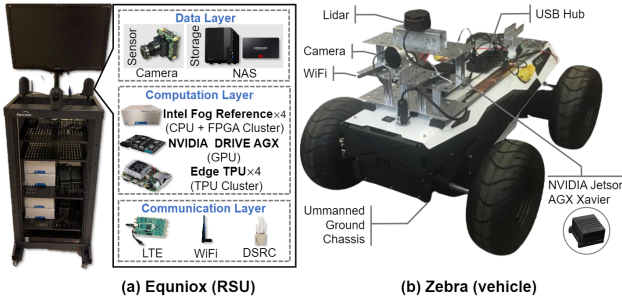 Data Layer
Sensor
Storage
Camera
NAS
Computation Layer
Intel Fog Reference×4
(CPU + FPGA Cluster)
NVIDIA DRIVE AGX
(GPU)
Edge TPU×4
(TPU Cluster)
Communication Layer
LTE
WiFi
DSRC
(a) Equniox (RSU)
Lidar
USB Hub
Camera
WiFi
NVIDIA Jetson
AGX Xavier
Ummanned
Ground
Chassis
(b) Zebra (vehicle)